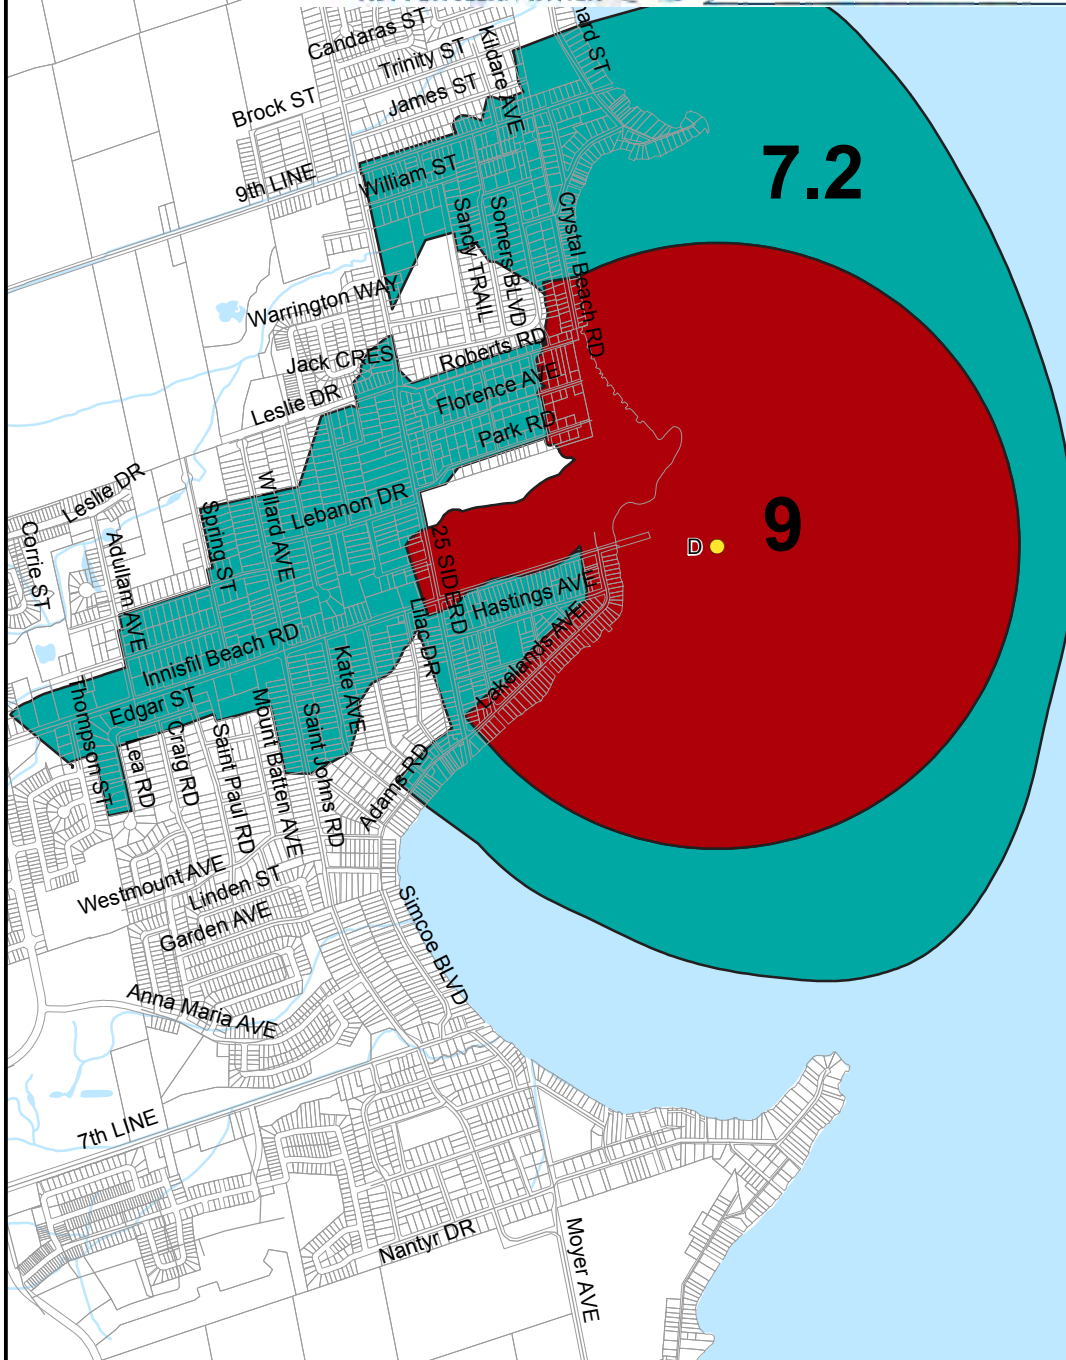 Candaras ST
Trinity ST
Kildare AVE
James ST
Brock ST
7.2
9th LINE
William ST
Sandy TRAIL
Somers BLVD
Crystal Beach RD
Warrington WAY
Jack CRES
Roberts RD
Leslie DR
Florence AVE
Park RD
Leslie DR
Willard AVE
Lebanon DR
Spring ST
Corrie ST
Adullam AVE
25 SIDERD
D
9
Hastings AVE
Lilac DR
Innisfil Beach RD
Kate AVE
Lakelands AVE
Edgar ST
Thompson ST
Lea RD
Craig RD
Saint Paul RD
Mount Batten AVE
Saint Johns RD
Adams RD
Westmount AVE
Linden ST
Garden AVE
Simcoe BLVD
Anna Maria AVE
7th LINE
Nantyr DR
Moyer AVE